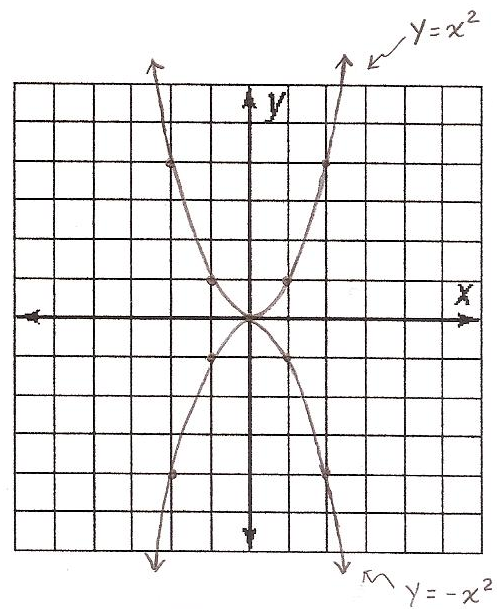 y = x²
y
x
y = -x²